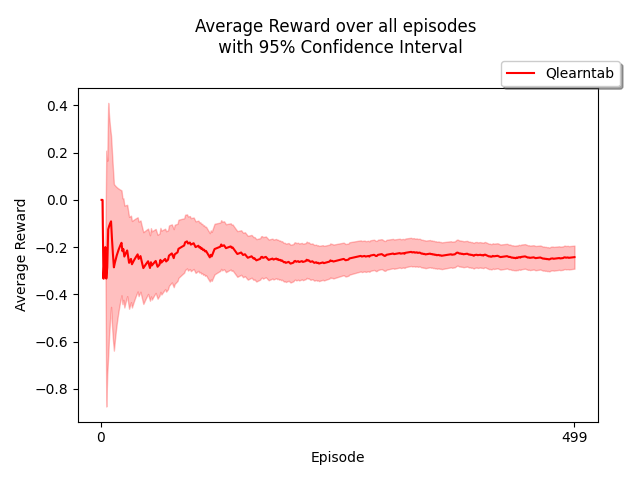 Average Reward over all episodes
with 95% Confidence Interval
Qlearntab
0.4
0.2
0.0
−0.2
−0.4
−0.6
−0.8
Average Reward
0
499
Episode